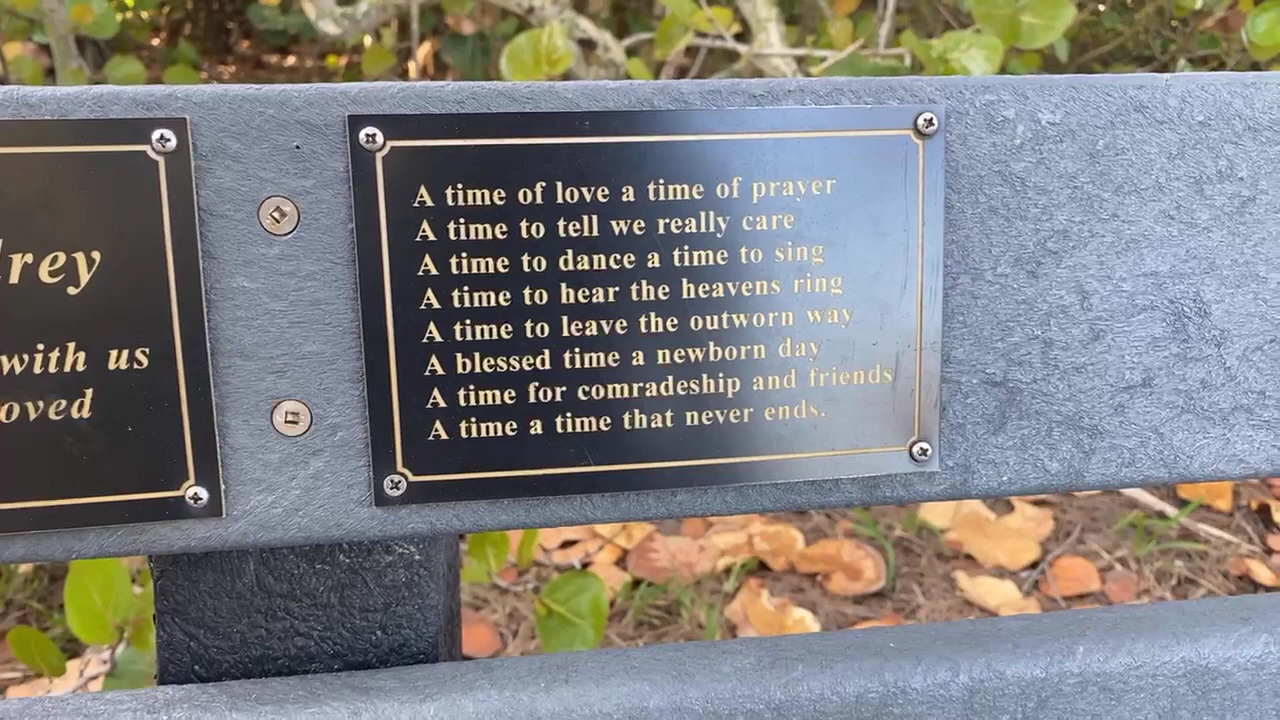 with us
A time of love a time of prayer
A time to tell we really care
A time to dance a time to sing
A time to hear the heavens ring
A time to leave the outworn way
A blessed time a newborn day
A time for comradeship and friends
A time a time that never ends.